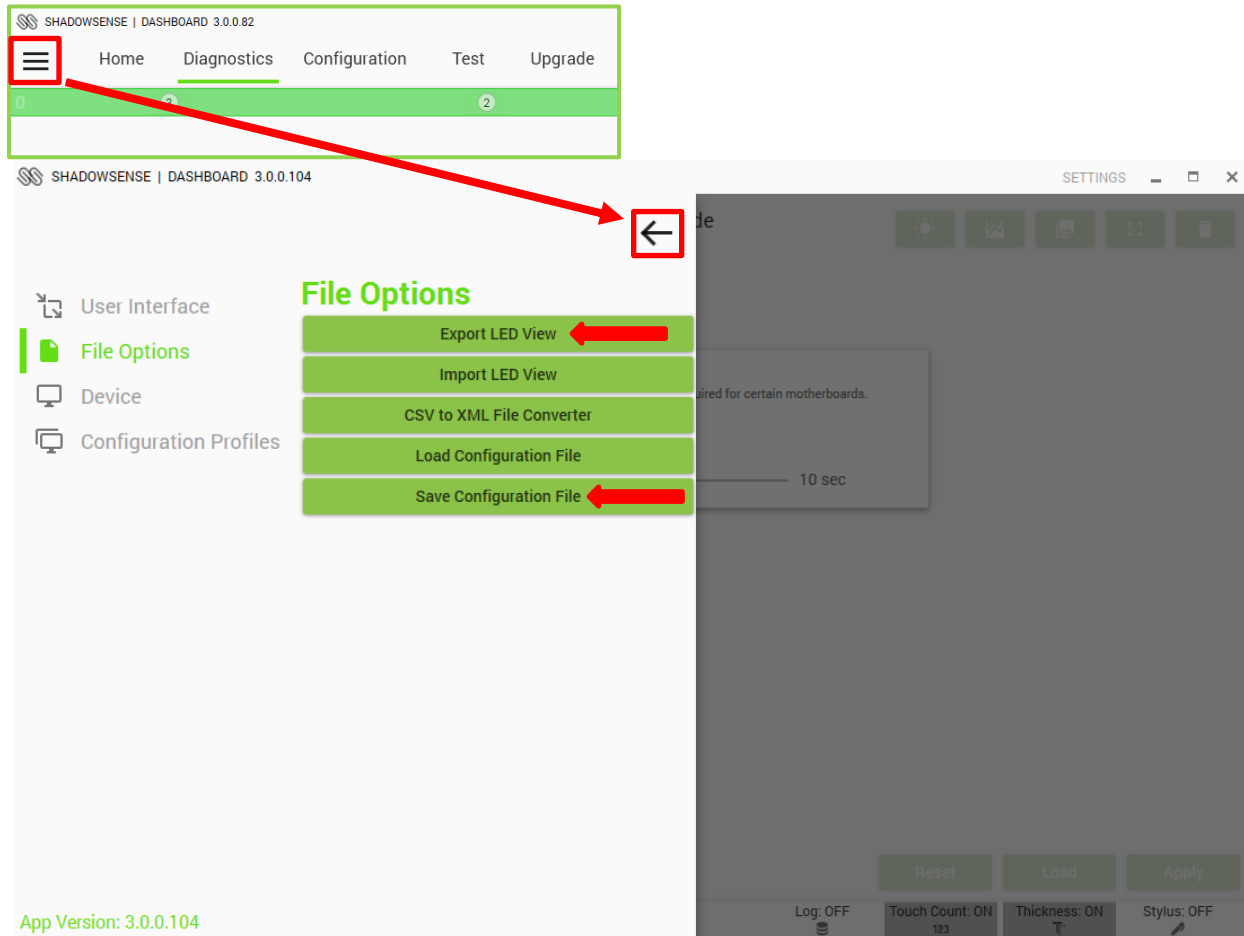 SHADOWSENSE | DASHBOARD 3.0.0.82
Home Diagnostics Configuration Test Upgrade
0 3 2
SHADOWSENSE | DASHBOARD 3.0.0.104 SETTINGS
de
File Options
User Interface
File Options
Device
Configuration Profiles
Export LED View
Import LED View
CSV to XML File Converter
Load Configuration File
Save Configuration File
uired for certain motherboards.
10 sec
Reset Load Apply
App Version: 3.0.0.104
Log: OFF Touch Count: ON Thickness: ON Stylus: OFF
123